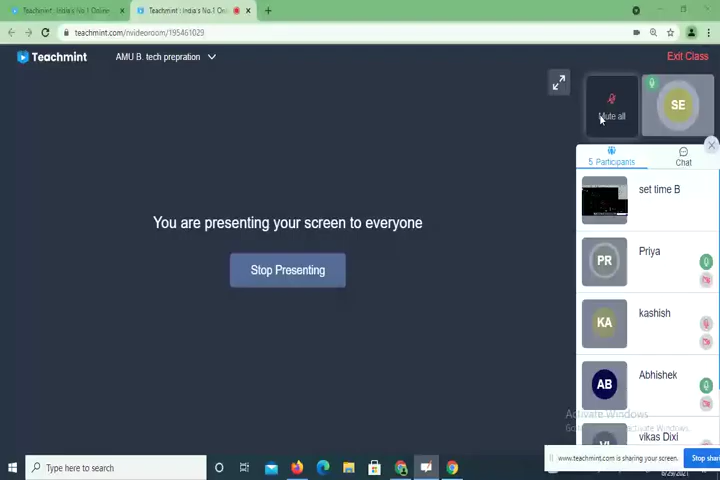 Teachmint : India's No.1 Online
Teachmint : India's No.1 Onl
teachmint.com/nvideoroom/195461029
Teachmint
AMU B. tech prepration
Exit Class
Mute all
SE
5 Participants
Chat
set time B
You are presenting your screen to everyone
Stop Presenting
PR
Priya
KA
kashish
AB
Abhishek
Activate Windows
vikas Dixi
www.teachmint.com is sharing your screen.
Stop shari
Type here to search